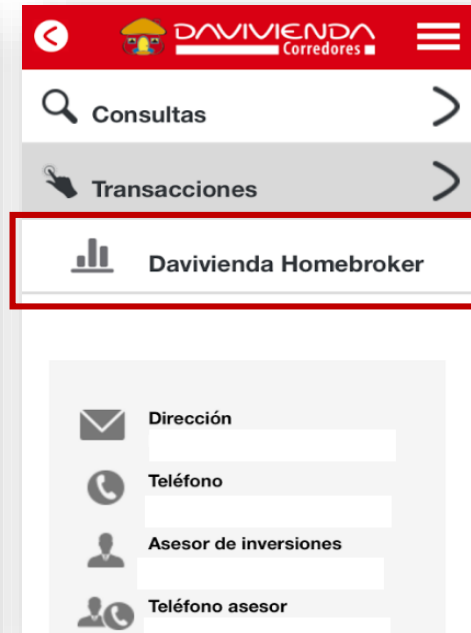 DAVIVIENDA
Corredores
Consultas
Transacciones
Davivienda Homebroker
Dirección
Teléfono
Asesor de inversiones
Teléfono asesor